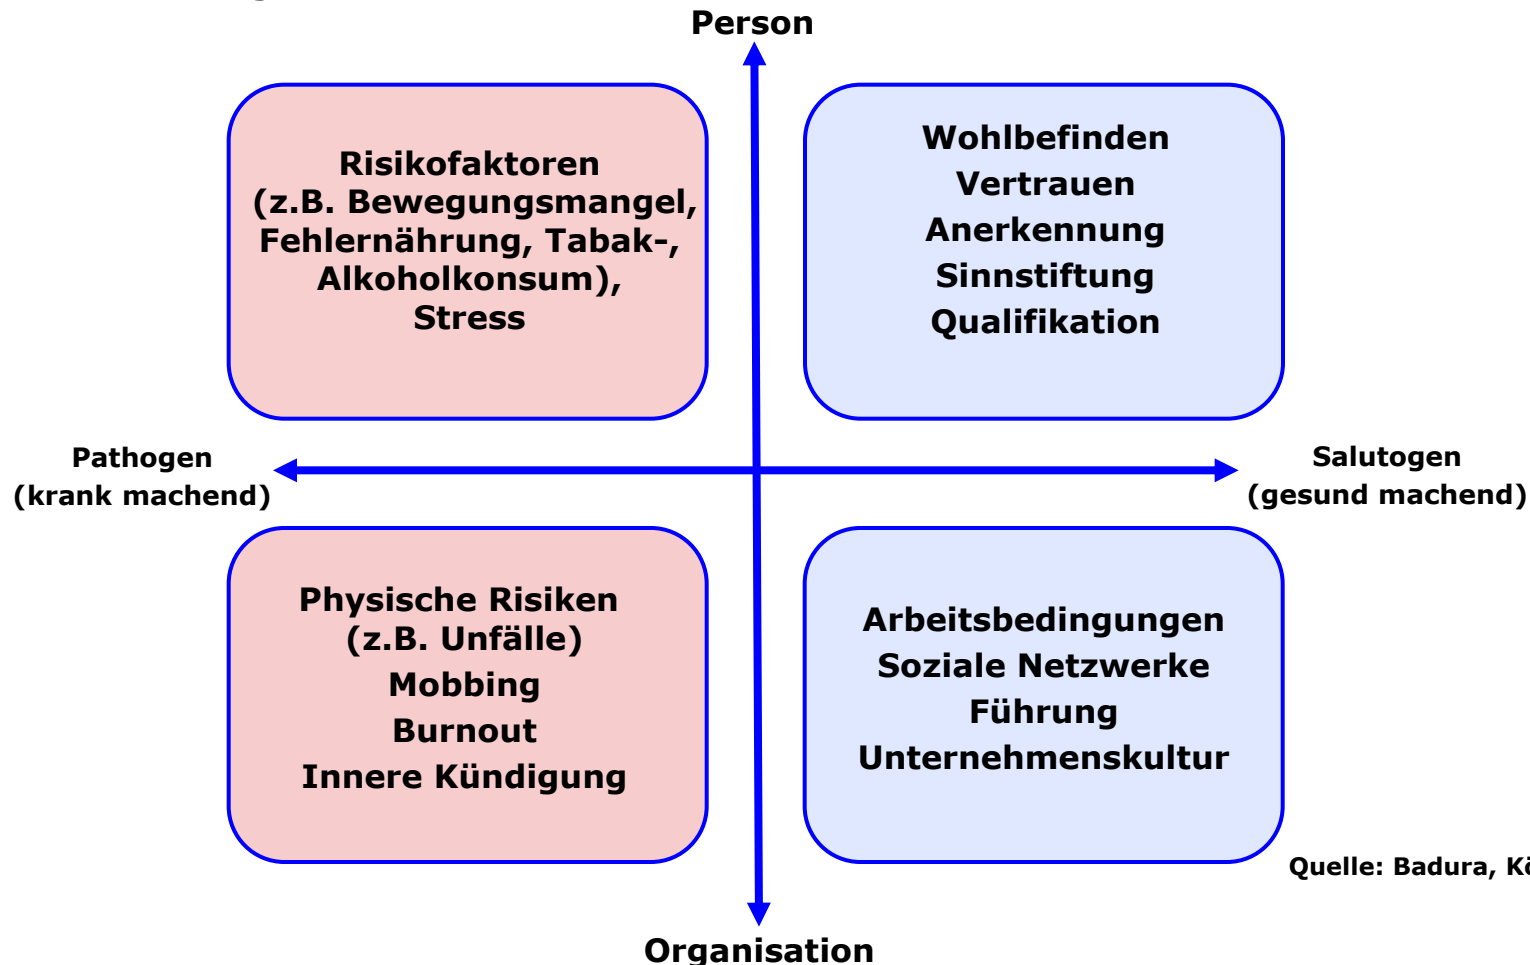 Person
Risikofaktoren
(z.B. Bewegungsmangel,
Fehlernährung, Tabak-,
Alkoholkonsum),
Stress
Wohlbefinden
Vertrauen
Anerkennung
Sinnstiftung
Qualifikation
Pathogen
(krank machend)
Salutogen
(gesund machend)
Physische Risiken
(z.B. Unfälle)
Mobbing
Burnout
Innere Kündigung
Arbeitsbedingungen
Soziale Netzwerke
Führung
Unternehmenskultur
Quelle: Badura,
Organisation